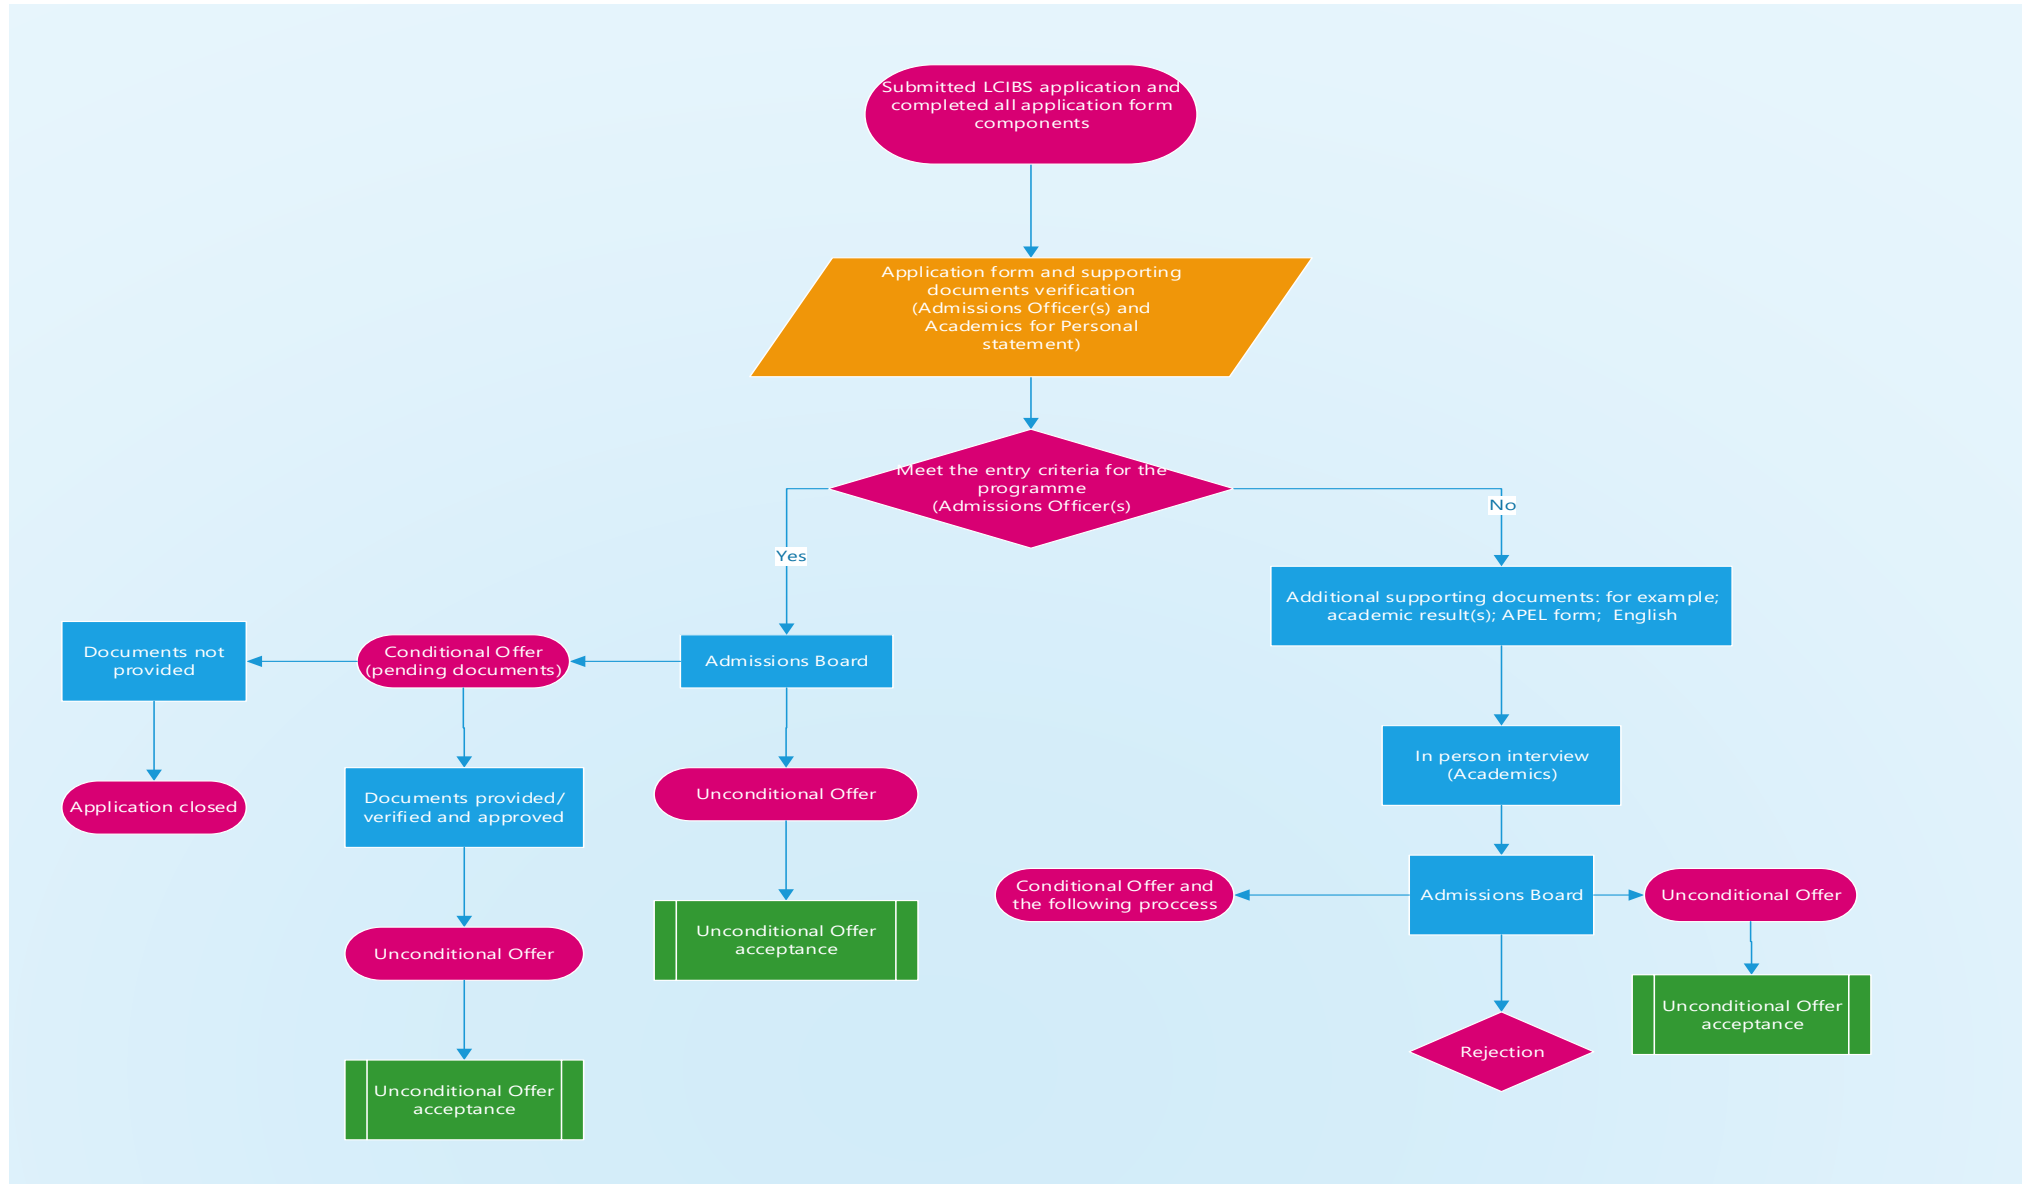 Submitted LCIBS application and
completed all application form
components
Application form and supporting
documents verification
(Admissions Officer(s) and
Academics for Personal
statement)
Meet the entry criteria for the
programme
(Admissions Officer(s)
No
Yes
Additional supporting documents: for example;
academic result(s); APEL form;  English
Documents not
provided
Conditional Offer
(pending documents)
Admissions Board
In person interview
(Academics)
Application closed
Documents provided/
verified and approved
Unconditional Offer
Conditional Offer and
the following proccess
Admissions Board
Unconditional Offer
Unconditional Offer
Unconditional Offer
acceptance
Unconditional Offer
acceptance
Rejection
Unconditional Offer
acceptance